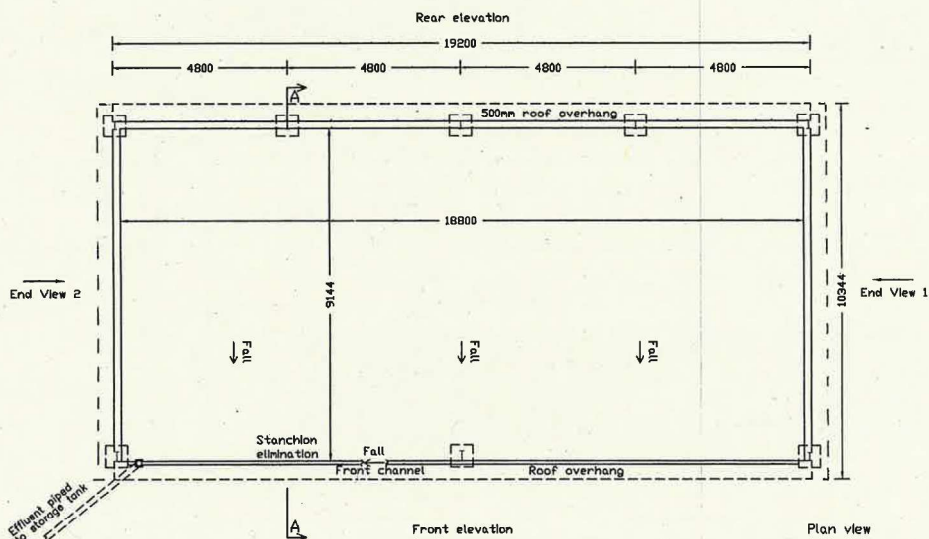 Rear elevation
19200
4800 4800 4800 4800
A
500mm roof overhang
18800
9144
10344
End View 2
End View 1
Fall
Fall
Fall
Stanchion
elimination
Fall
Front channel
Roof overhang
Effluent piped
to storage tank
A
Front elevation
Plan view